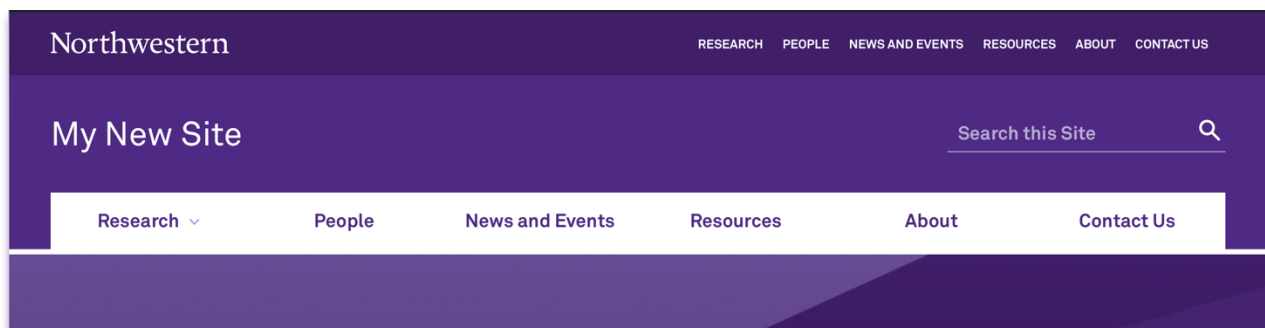 Northwestern
RESEARCH PEOPLE NEWS AND EVENTS RESOURCES ABOUT CONTACT US
My New Site
Search this Site
Research People News and Events Resources About Contact Us